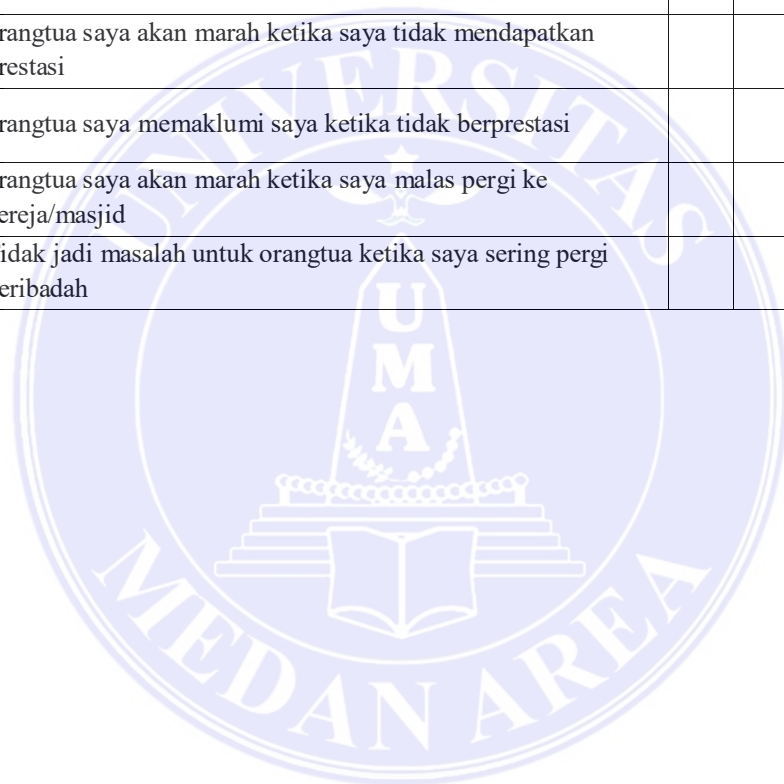 rangtua saya akan marah ketika saya tidak mendapatkan
restasi
rangtua saya memaklumi saya ketika tidak berprestasi
rangtua saya akan marah ketika saya malas pergi ke
ereja/masjid
idak jadi masalah untuk orangtua ketika saya sering pergi
eribadah
UNIVERSITAS
UMA
MEDAN AREA